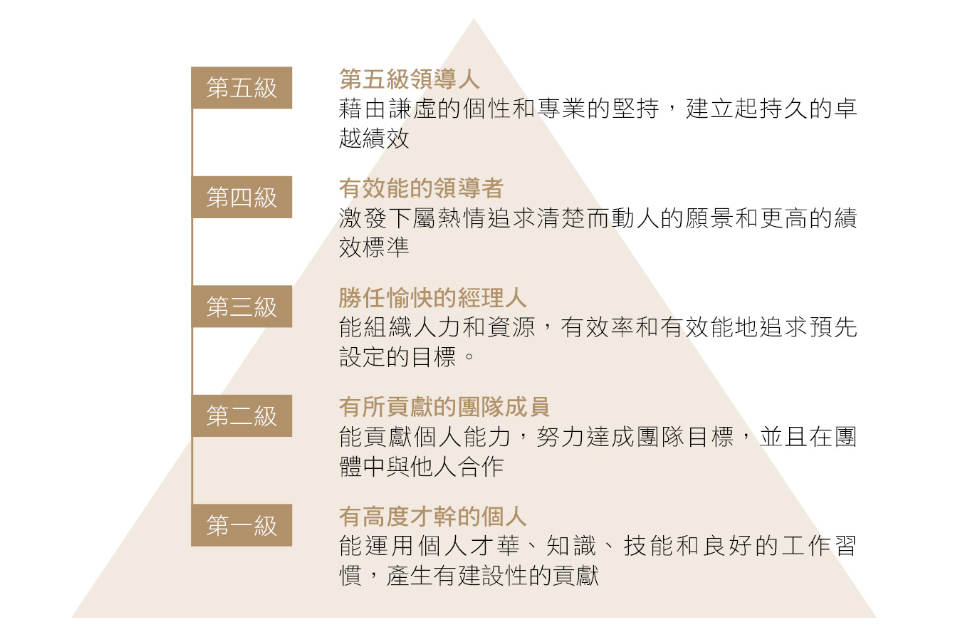 第五級
第五級領導人
藉由謙虛的個性和專業的堅持，建立起持久的卓
越績效
第四級
有效能的領導者
激發下屬熱情追求清楚而動人的願景和更高的績
效標準
第三級
勝任愉快的經理人
能組織人力和資源，有效率和有效能地追求預先
設定的目標。
第二級
有所貢獻的團隊成員
能貢獻個人能力，努力達成團隊目標，並且在團
體中與他人合作
第一級
有高度才幹的個人
能運用個人才華、知識、技能和良好的工作習
慣，產生有建設性的貢獻